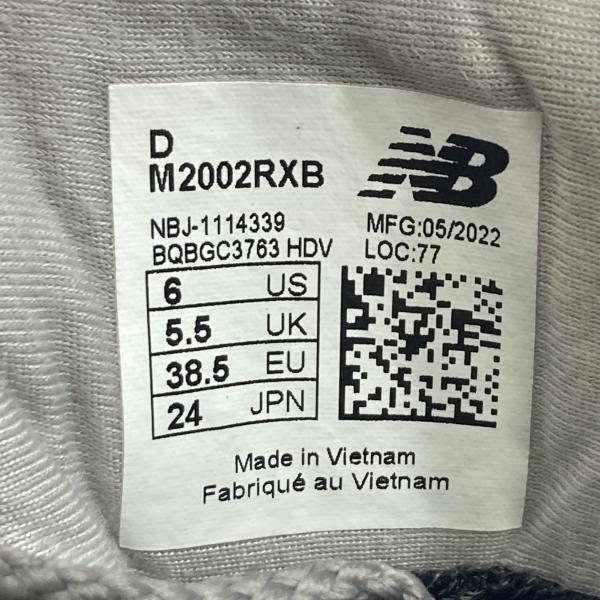 D
M2002RXB
NB
NBJ-1114339
BQBGC3763 HDV
MFG:05/2022
LOC:77
6 US
5.5 UK
38.5 EU
24 JPN
Made in Vietnam
Fabriqué au Vietnam